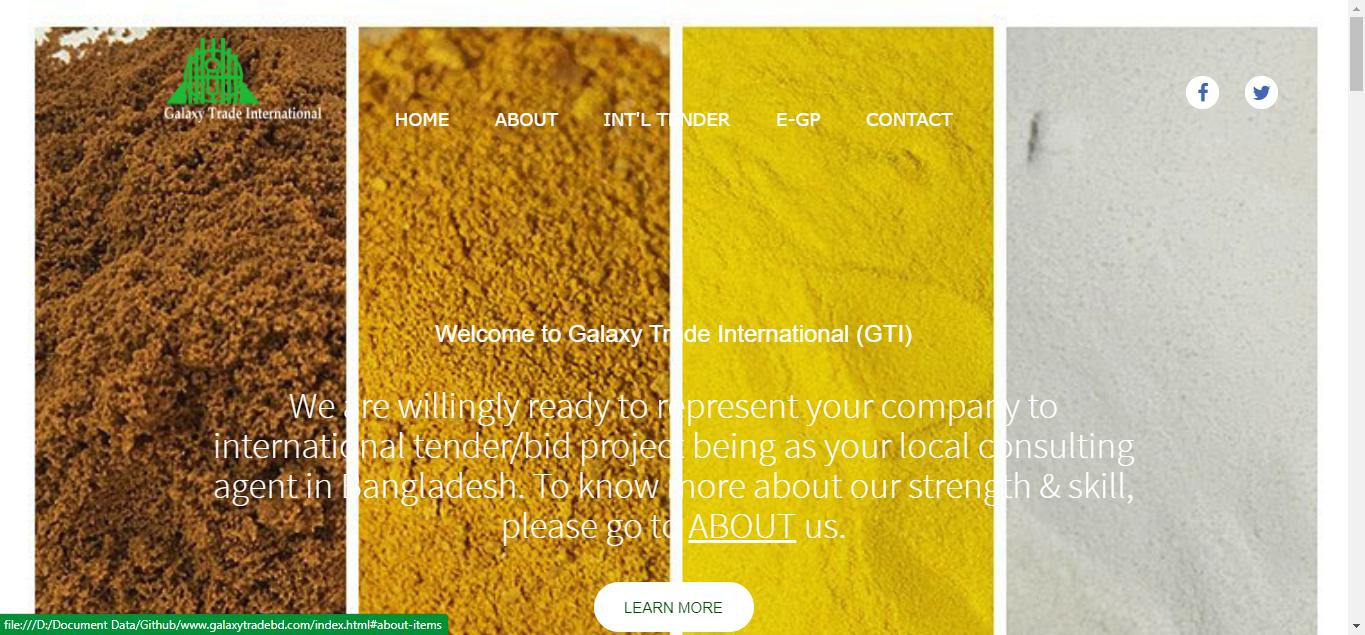 Galaxy Trade International
HOME ABOUT INT'L TENDER E-GP CONTACT
Welcome to Galaxy Trade International (GTI)
We are willingly ready to represent your company to
international tender/bid project being as your local consulting
agent in Bangladesh. To know more about our strength & skill,
please go to ABOUT us.
LEARN MORE
file:///D:/Document Data/Github/www.galaxytradebd.com/index.html#about-items